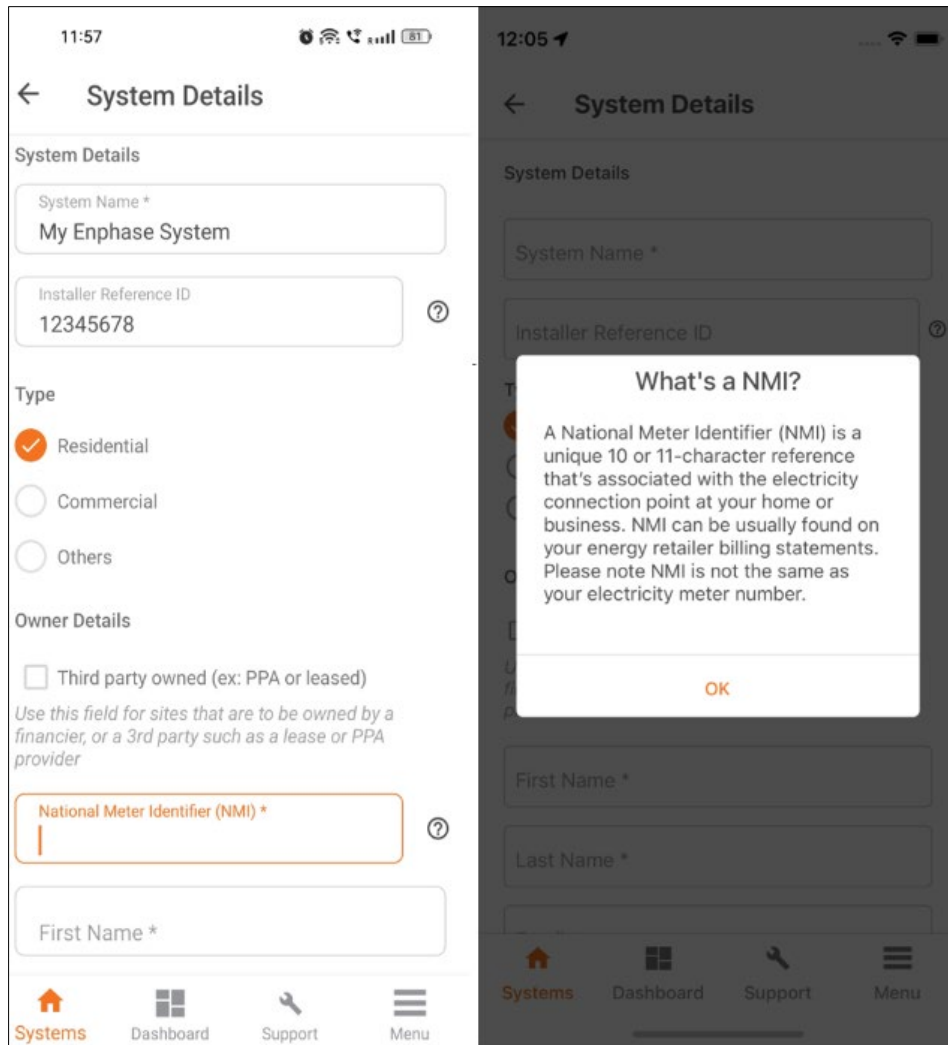 11:57
81
System Details
System Details
System Name *
My Enphase System
Installer Reference ID
12345678
Type
Residential
Commercial
Others
Owner Details
Third party owned (ex: PPA or leased)
Use this field for sites that are to be owned by a
financier, or a 3rd party such as a lease or PPA
provider
National Meter Identifier (NMI) *
First Name *
Systems
Dashboard
Support
Menu
12:05
System Details
System Details
System Name *
Installer Reference ID
What's a NMI?
A National Meter Identifier (NMI) is a
unique 10 or 11-character reference
that's associated with the electricity
connection point at your home or
business. NMI can be usually found on
your energy retailer billing statements.
Please note NMI is not the same as
your electricity meter number.
OK
First Name *
Last Name *
Systems
Dashboard
Support
Menu